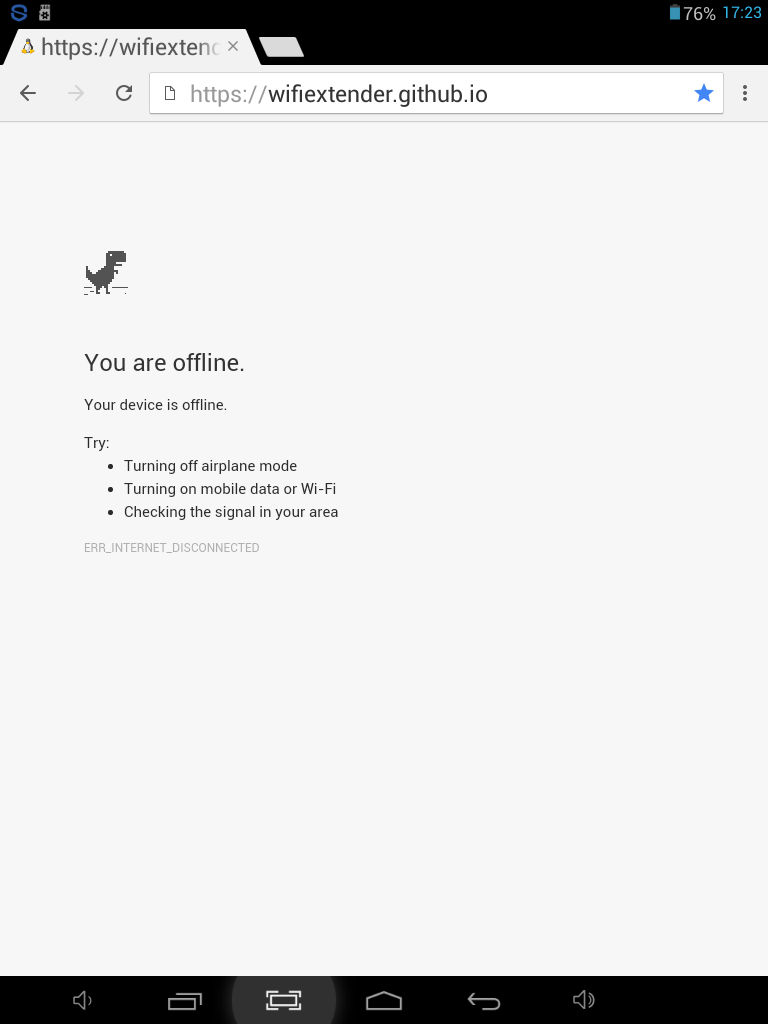 76% 17:23
https://wifiextend
https://wifiextender.github.io
You are offline.
Your device is offline.
Try:
Turning off airplane mode
Turning on mobile data or Wi-Fi
Checking the signal in your area
ERR_INTERNET_DISCONNECTED